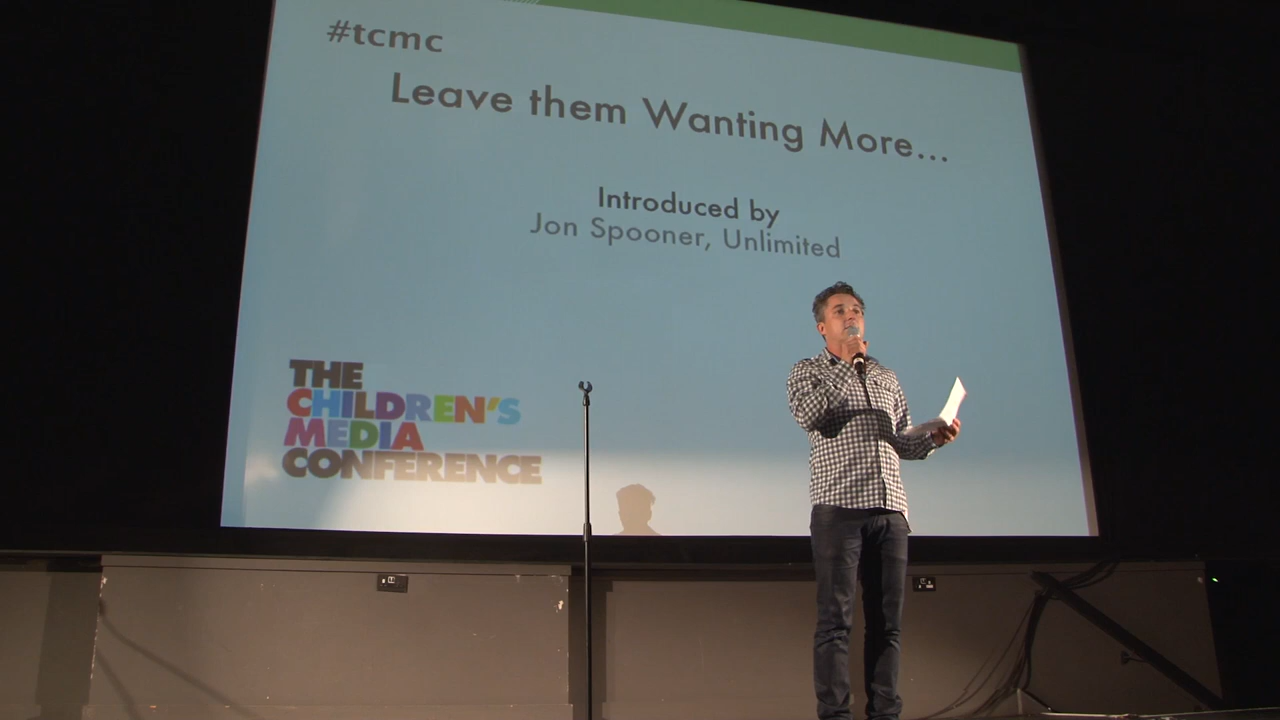 #tcmc
Leave them Wanting More...
Introduced by
Jon Spooner, Unlimited
THE
CHILDREN'S
MEDIA
CONFERENCE